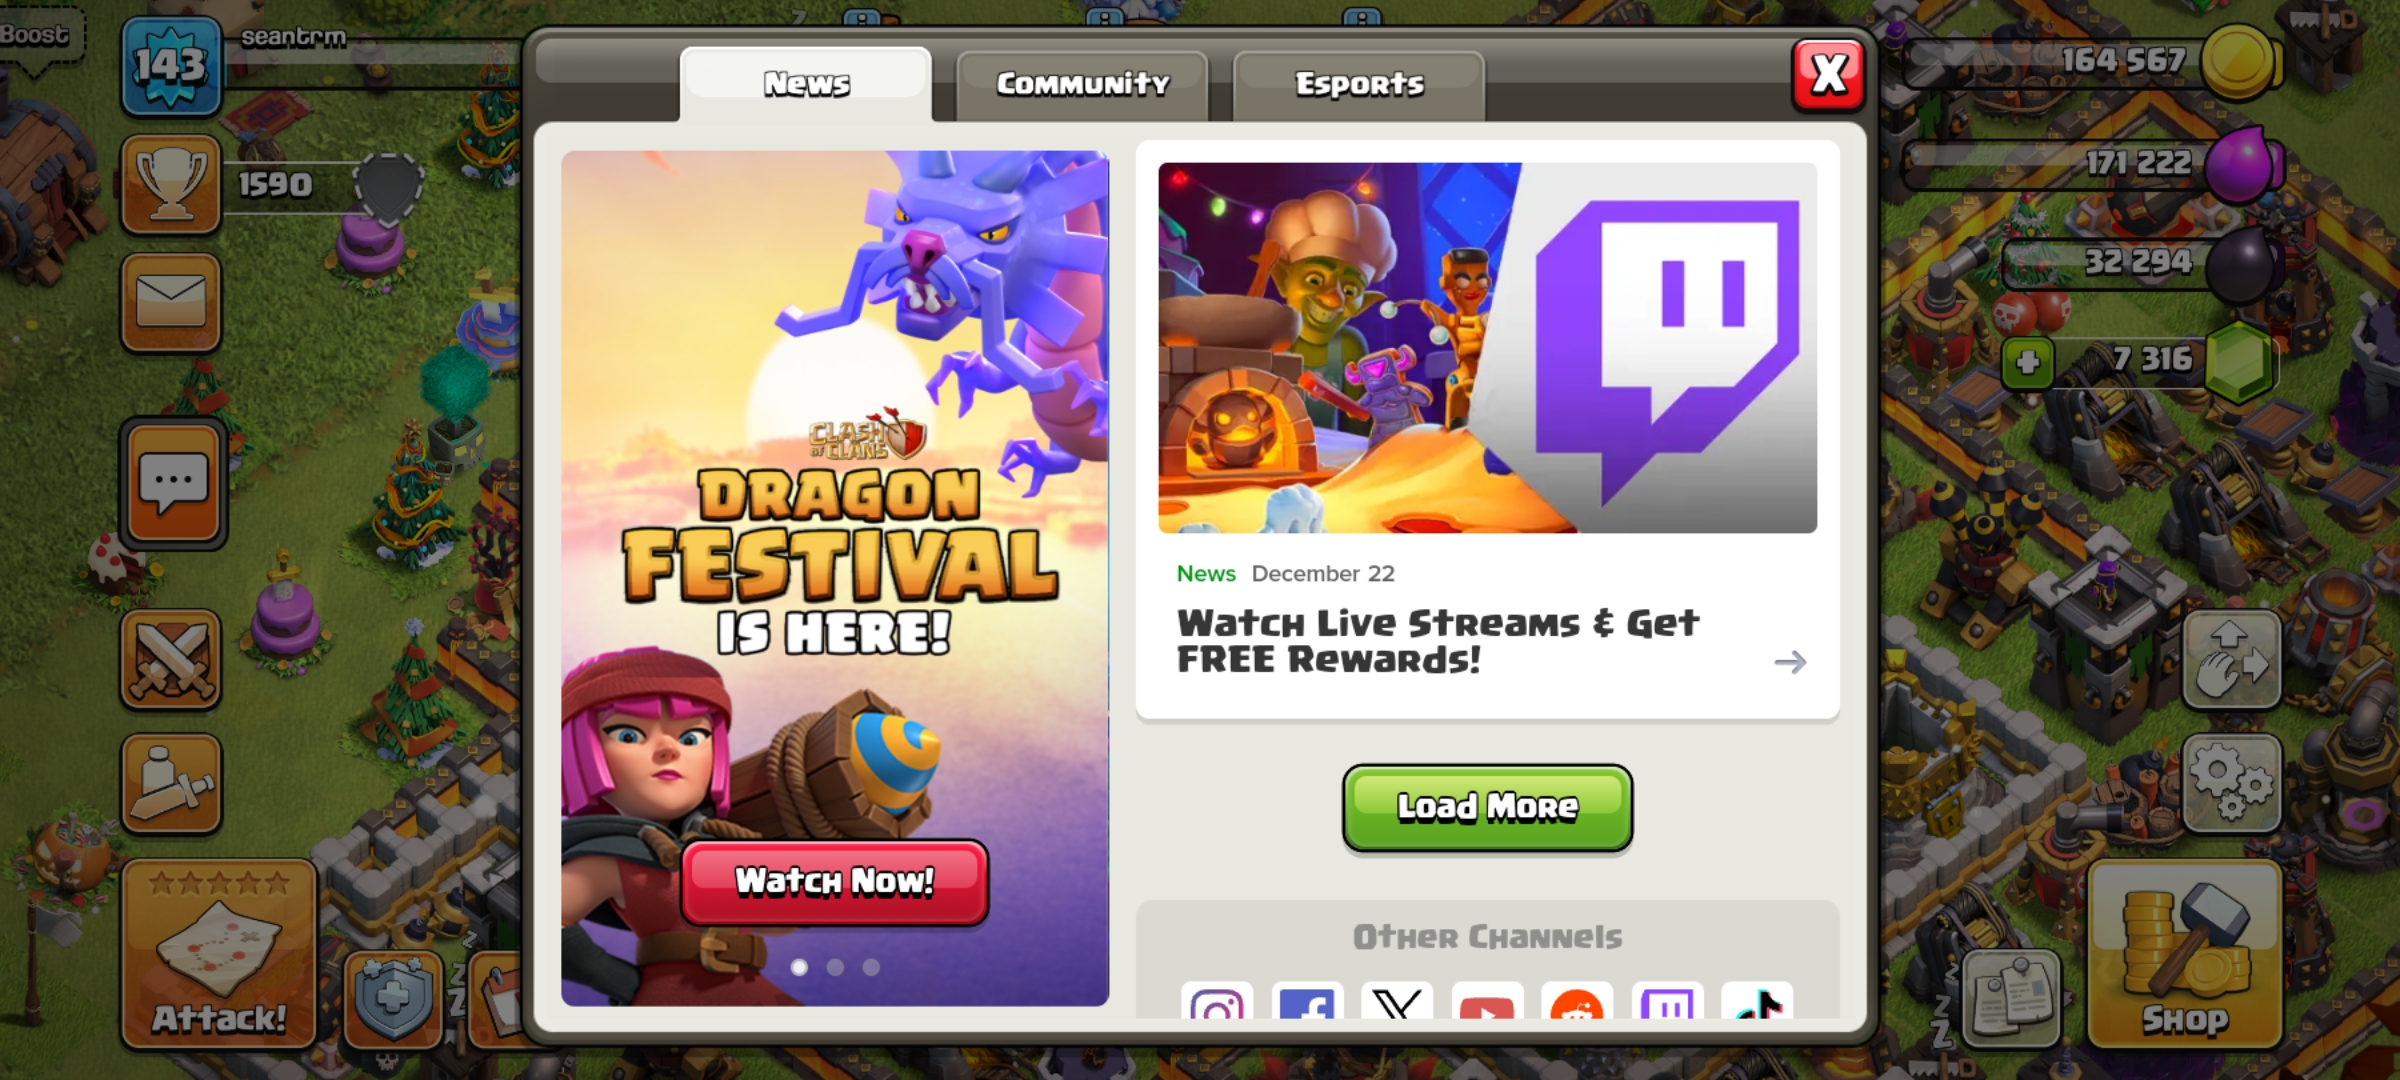 Boost
143
seantrm
1590
Attack!
News
Community
Esports
X
CLASH
OF CLANS
DRAGON
FESTIVAL
IS HERE!
Watch Now!
News December 22
Watch Live Streams & Get
FREE Rewards!
Load More
Other Channels
164 567
171 222
32 294
7 316
Shop